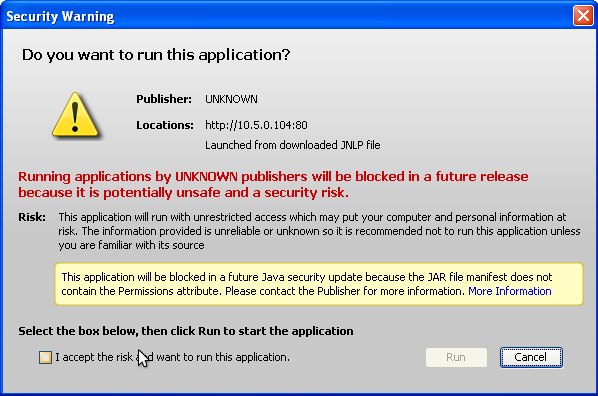 Security Warning
Do you want to run this application?
Publisher: UNKNOWN
Locations: http://10.5.0.104:80
Launched from downloaded JNLP file
Running applications by UNKNOWN publishers will be blocked in a future release
because it is potentially unsafe and a security risk.
Risk: This application will run with unrestricted access which may put your computer and personal information at
risk. The information provided is unreliable or unknown so it is recommended not to run this application unless
you are familiar with its source
This application will be blocked in a future Java security update because the JAR file manifest does not
contain the Permissions attribute. Please contact the Publisher for more information. More Information
Select the box below, then click Run to start the application
I accept the risk and want to run this application.
Run Cancel